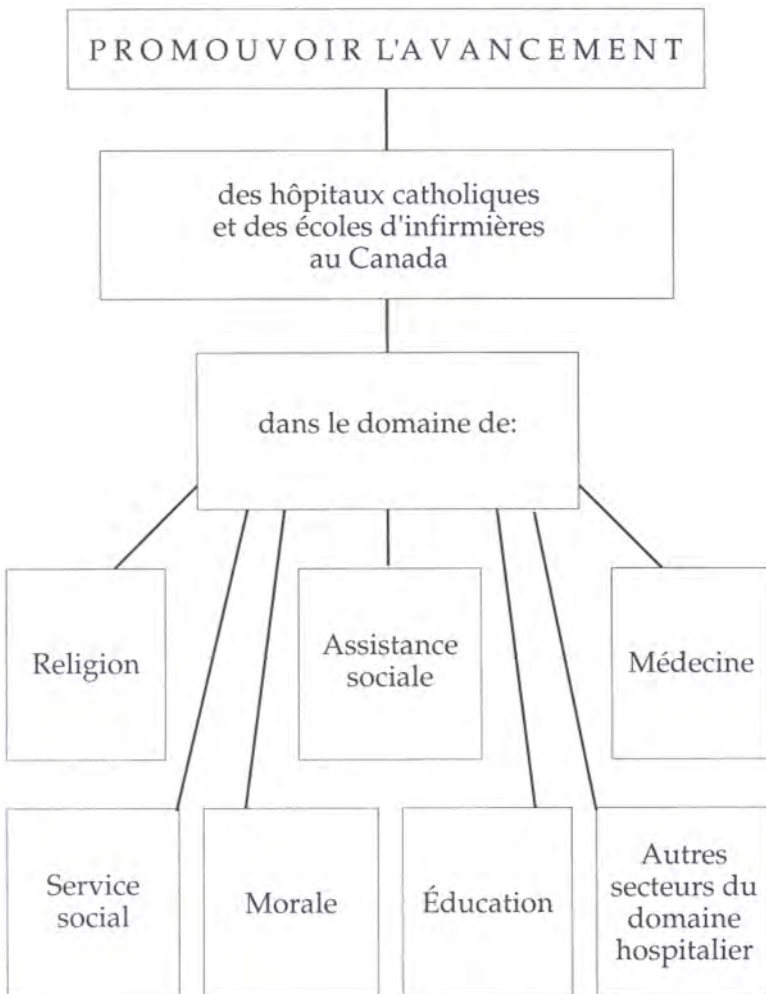 PROMOUVOIR L'AVANCEMENT
des hôpitaux catholiques
et des écoles d'infirmières
au Canada
dans le domaine de:
Religion
Assistance
sociale
Médecine
Service
social
Morale
Éducation
Autres
secteurs du
domaine
hospitalier